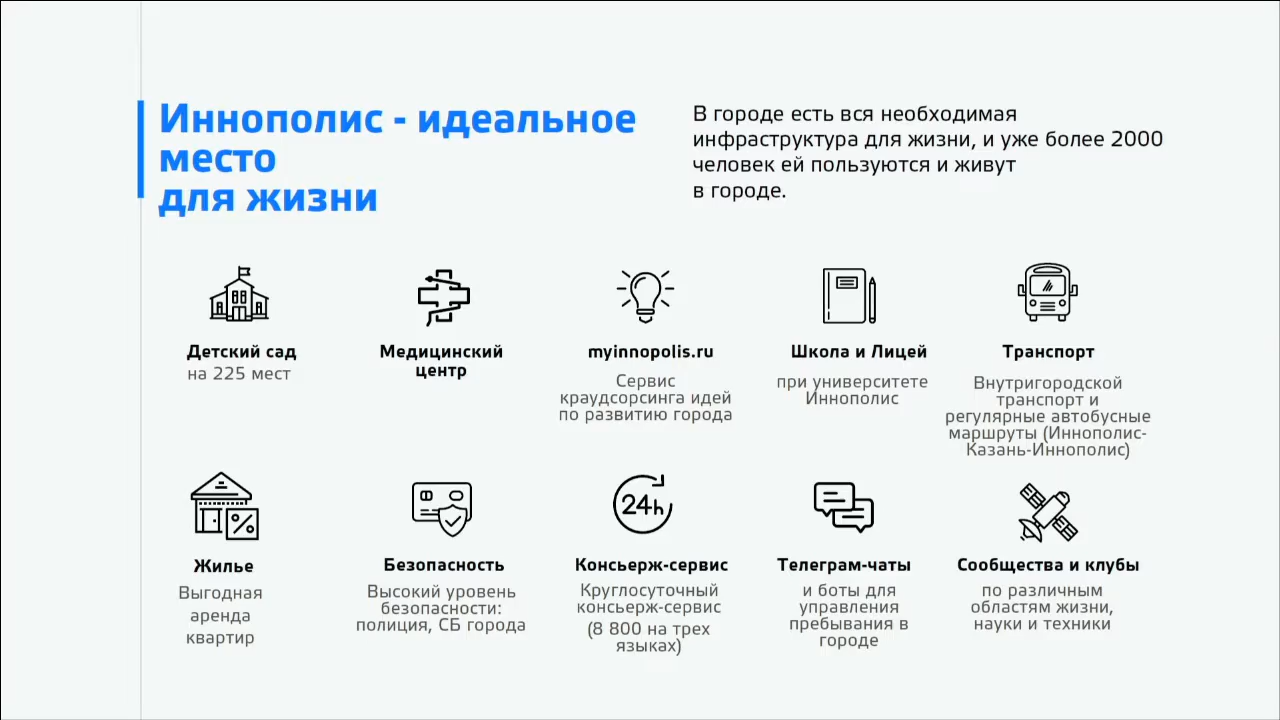 Иннополис - идеальное
место
для жизни
В городе есть вся необходимая
инфраструктура для жизни, и уже более 2000
человек ей пользуются и живут
в городе.
Детский сад
на 225 мест
Медицинский
центр
myinnopolis.ru
Сервис
краудсорсинга идей
по развитию города
Школа и Лицей
при университете
Иннополис
Транспорт
Внутригородской
транспорт и
регулярные автобусные
маршруты (Иннополис-
Казань-Иннополис)
Жилье
Выгодная
аренда
квартир
Безопасность
Высокий уровень
безопасности:
полиция, СБ города
24h
Консьерж-сервис
Круглосуточный
консьерж-сервис
(8 800 на трех
языках)
Телеграм-чаты
и боты для
управления
пребывания в
городе
Сообщества и клубы
по различным
областям жизни,
науки и техники